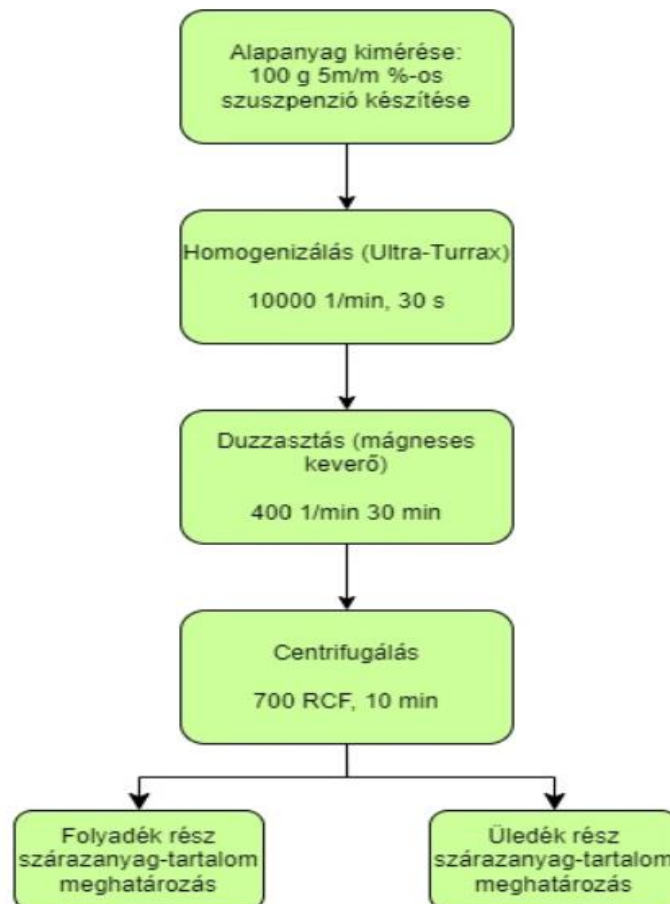 Alapanyag kimérése:
100 g 5m/m %-os
szuszpenzió készítése
Homogenizálás (Ultra-Turrax)
10000 1/min, 30 s
Duzzasztás (mágneses
keverő)
400 1/min 30 min
Centrifugálás
700 RCF, 10 min
Folyadék rész
szárazanyag-tartalom
meghatározás
Üledék rész
szárazanyag-tartalom
meghatározás